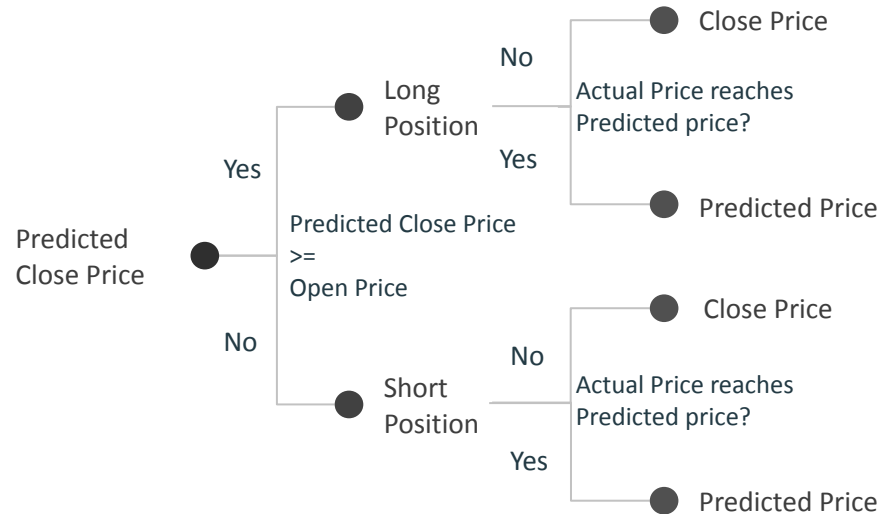 Close Price
No
Long
Position
Actual Price reaches
Predicted price?
Yes
Yes
Predicted Price
Predicted Close Price
>=
Open Price
Predicted
Close Price
No
Close Price
No
Short
Position
Actual Price reaches
Predicted price?
Yes
Predicted Price